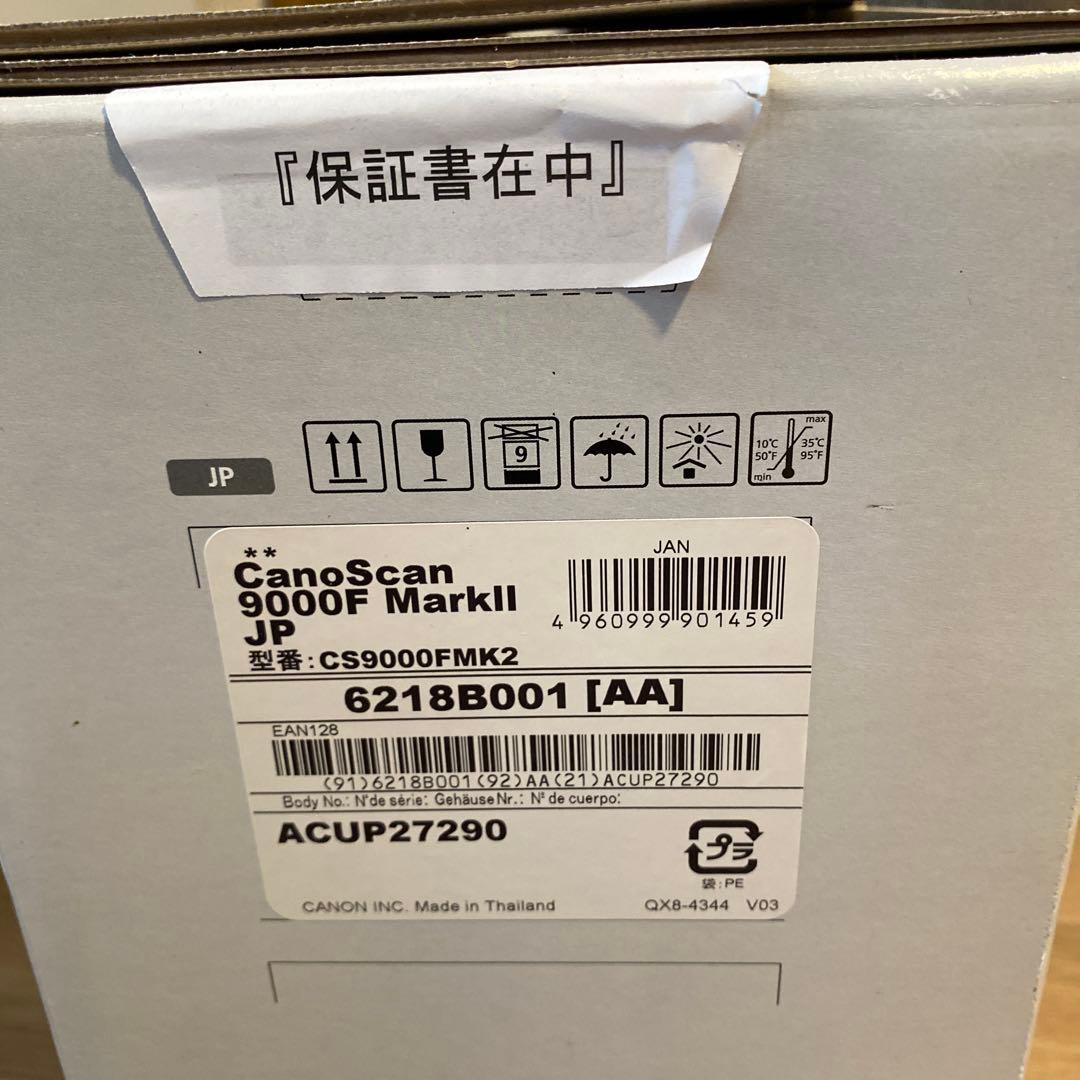 『保証書在中』
JP
9
max
10℃ 35℃
50°F 95°F
min
**
CanoScan
9000F MarkII
JP
型番:CS9000FMK2
JAN
4 960999 901459
6218B001 [AA]
EAN128
(91)6218B001(92)AA(21)ACUP27290
Body No.: N°de série: Gehäuse Nr.: Nº de cuerpo:
ACUP27290
プラ
袋:PE
CANON INC. Made in Thailand
QX8-4344 V03